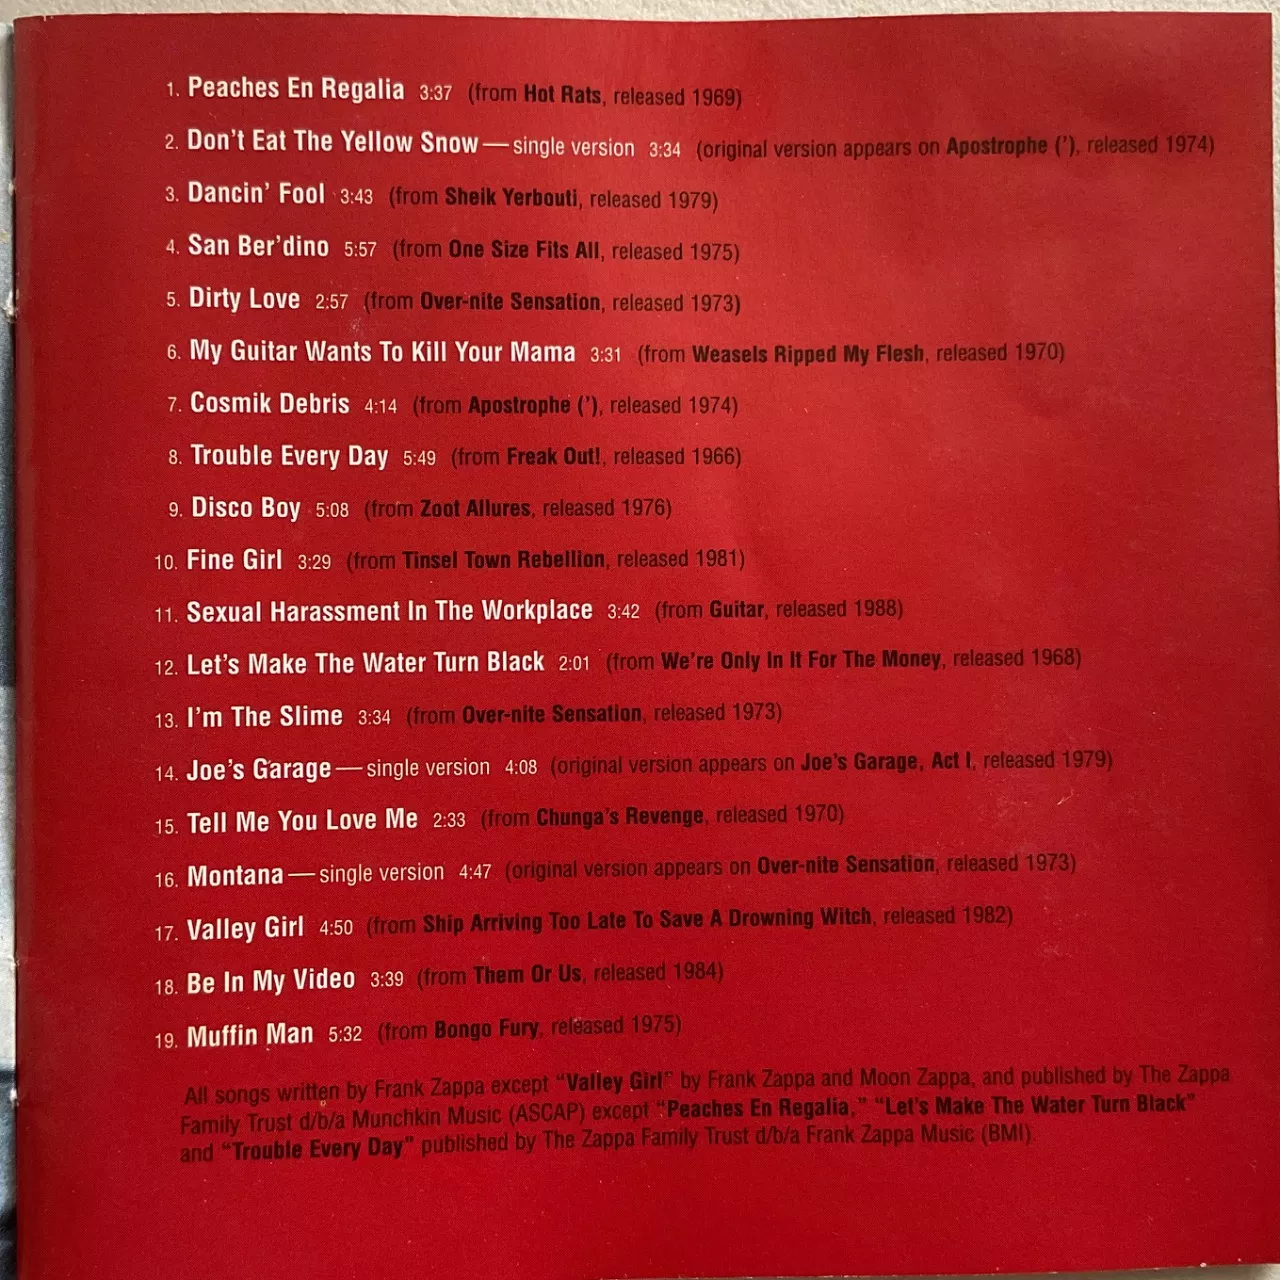 1. Peaches En Regalia 3:37 (from Hot Rats, released 1969)
2. Don't Eat The Yellow Snow — single version 3:34 (original version appears on Apostrophe ('), released 1974)
3. Dancin' Fool 3:43 (from Sheik Yerbouti, released 1979)
4. San Ber'dino 5:57 (from One Size Fits All, released 1975)
5. Dirty Love 2:57 (from Over-nite Sensation, released 1973)
6. My Guitar Wants To Kill Your Mama 3:31 (from Weasels Ripped My Flesh, released 1970)
7. Cosmik Debris 4:14 (from Apostrophe ('), released 1974)
8. Trouble Every Day 5:49 (from Freak Out!, released 1966)
9. Disco Boy 5:08 (from Zoot Allures, released 1976)
10. Fine Girl 3:29 (from Tinsel Town Rebellion, released 1981)
11. Sexual Harassment In The Workplace 3:42 (from Guitar, released 1988)
12. Let's Make The Water Turn Black 2:01 (from We're Only In It For The Money, released 1968)
13. I'm The Slime 3:34 (from Over-nite Sensation, released 1973)
14. Joe's Garage — single version 4:08 (original version appears on Joe's Garage, Act I, released 1979)
15. Tell Me You Love Me 2:33 (from Chunga's Revenge, released 1970)
16. Montana — single version 4:47 (original version appears on Over-nite Sensation, released 1973)
17. Valley Girl 4:50 (from Ship Arriving Too Late To Save A Drowning Witch, released 1982)
18. Be In My Video 3:39 (from Them Or Us, released 1984)
19. Muffin Man 5:32 (from Bongo Fury, released 1975)
All songs written by Frank Zappa except "Valley Girl" by Frank Zappa and Moon Zappa, and published by The Zappa
Family Trust d/b/a Munchkin Music (ASCAP) except "Peaches En Regalia," "Let's Make The Water Turn Black"
and "Trouble Every Day" published by The Zappa Family Trust d/b/a Frank Zappa Music (BMI).